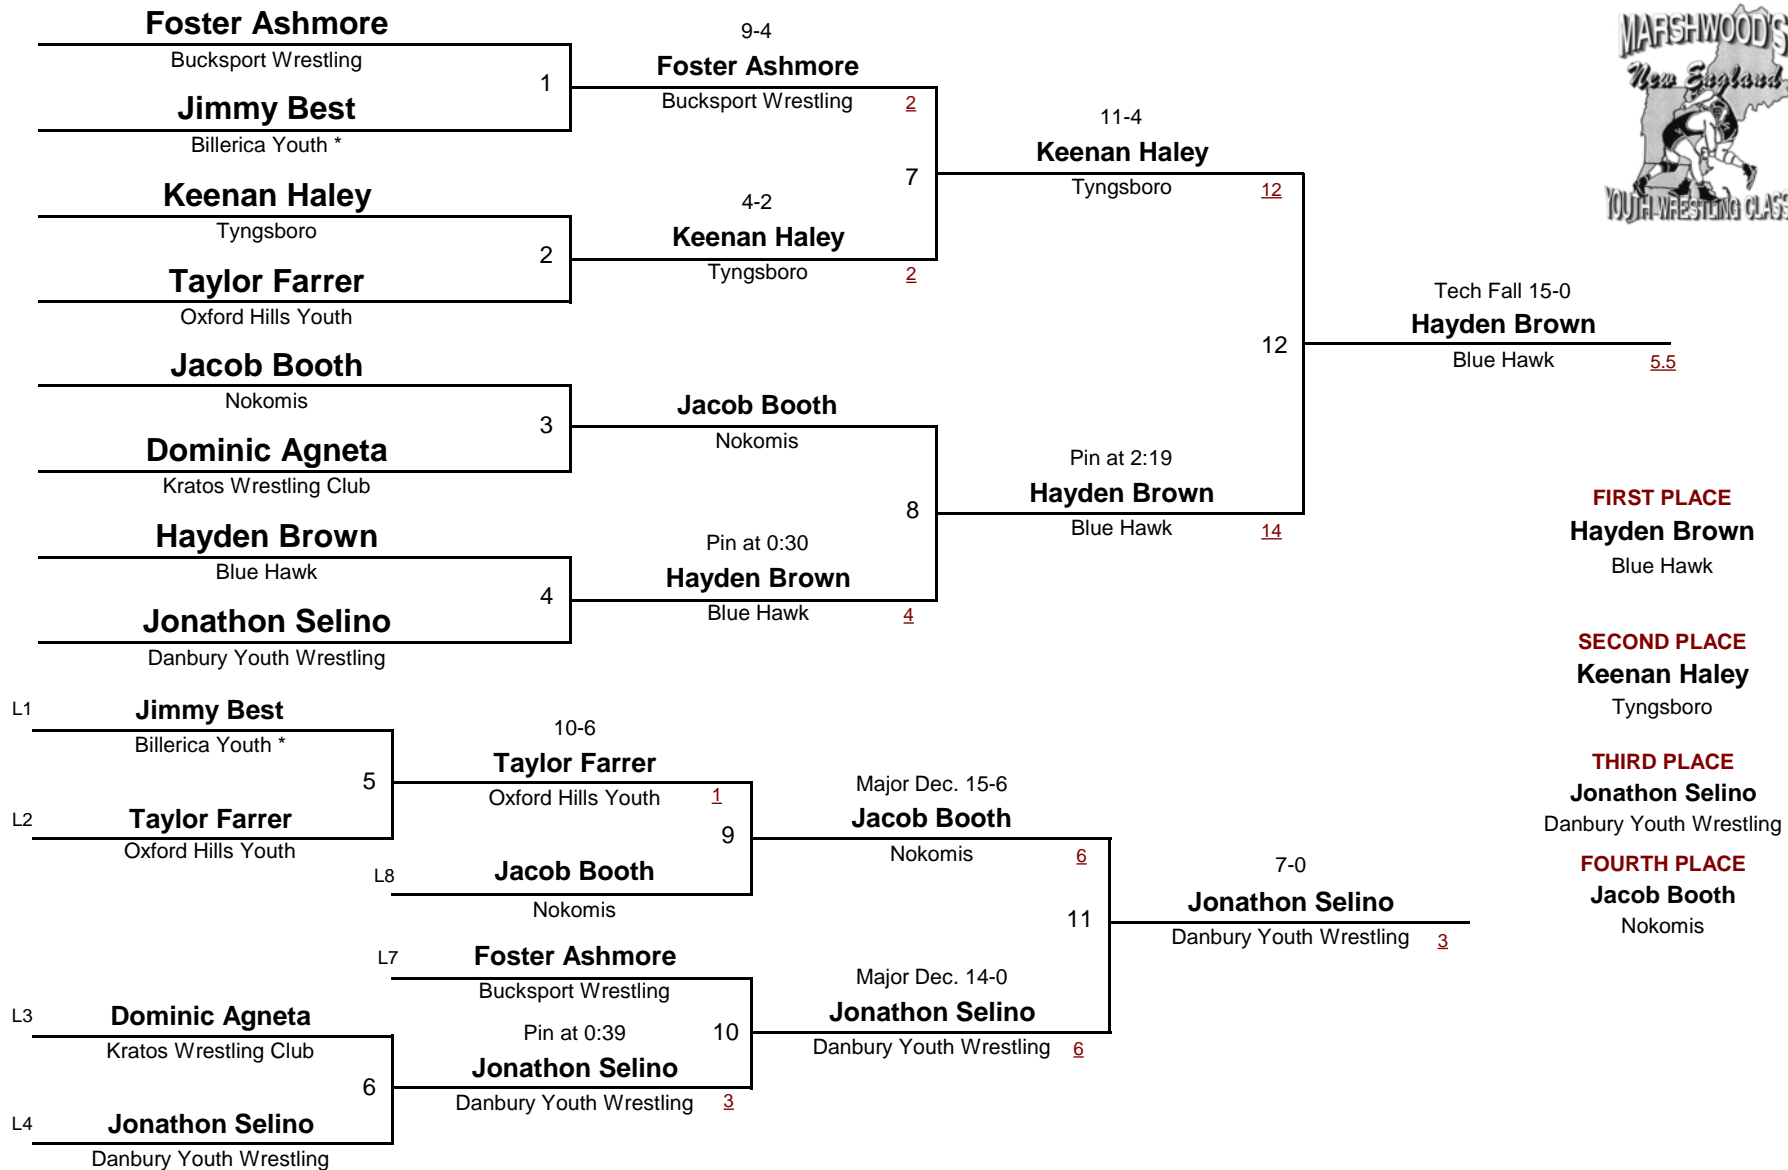 Foster Ashmore
Bucksport Wrestling
1
Jimmy Best
Billerica Youth *
Keenan Haley
Tyngsboro
2
Taylor Farrer
Oxford Hills Youth
Jacob Booth
Nokomis
3
Dominic Agneta
Kratos Wrestling Club
Hayden Brown
Blue Hawk
4
Jonathon Selino
Danbury Youth Wrestling
9-4
Foster Ashmore
Bucksport Wrestling 2
7
4-2
Keenan Haley
Tyngsboro 2
Jacob Booth
Nokomis
8
Pin at 0:30
Hayden Brown
Blue Hawk 4
11-4
Keenan Haley
Tyngsboro 12
12
Pin at 2:19
Hayden Brown
Blue Hawk 14
Tech Fall 15-0
Hayden Brown
Blue Hawk 5.5
MARSHWOOD'S
New England
YOUTH WRESTLING CLASS
FIRST PLACE
Hayden Brown
Blue Hawk
SECOND PLACE
Keenan Haley
Tyngsboro
THIRD PLACE
Jonathon Selino
Danbury Youth Wrestling
FOURTH PLACE
Jacob Booth
Nokomis
L1 Jimmy Best
Billerica Youth *
5
L2 Taylor Farrer
Oxford Hills Youth
10-6
Taylor Farrer
Oxford Hills Youth 1
9
L8 Jacob Booth
Nokomis
L7 Foster Ashmore
Bucksport Wrestling
L3 Dominic Agneta
Kratos Wrestling Club
6
L4 Jonathon Selino
Danbury Youth Wrestling
Pin at 0:39
10
Jonathon Selino
Danbury Youth Wrestling 3
Major Dec. 15-6
Jacob Booth
Nokomis 6
11
Major Dec. 14-0
Jonathon Selino
Danbury Youth Wrestling 6
7-0
Jonathon Selino
Danbury Youth Wrestling 3